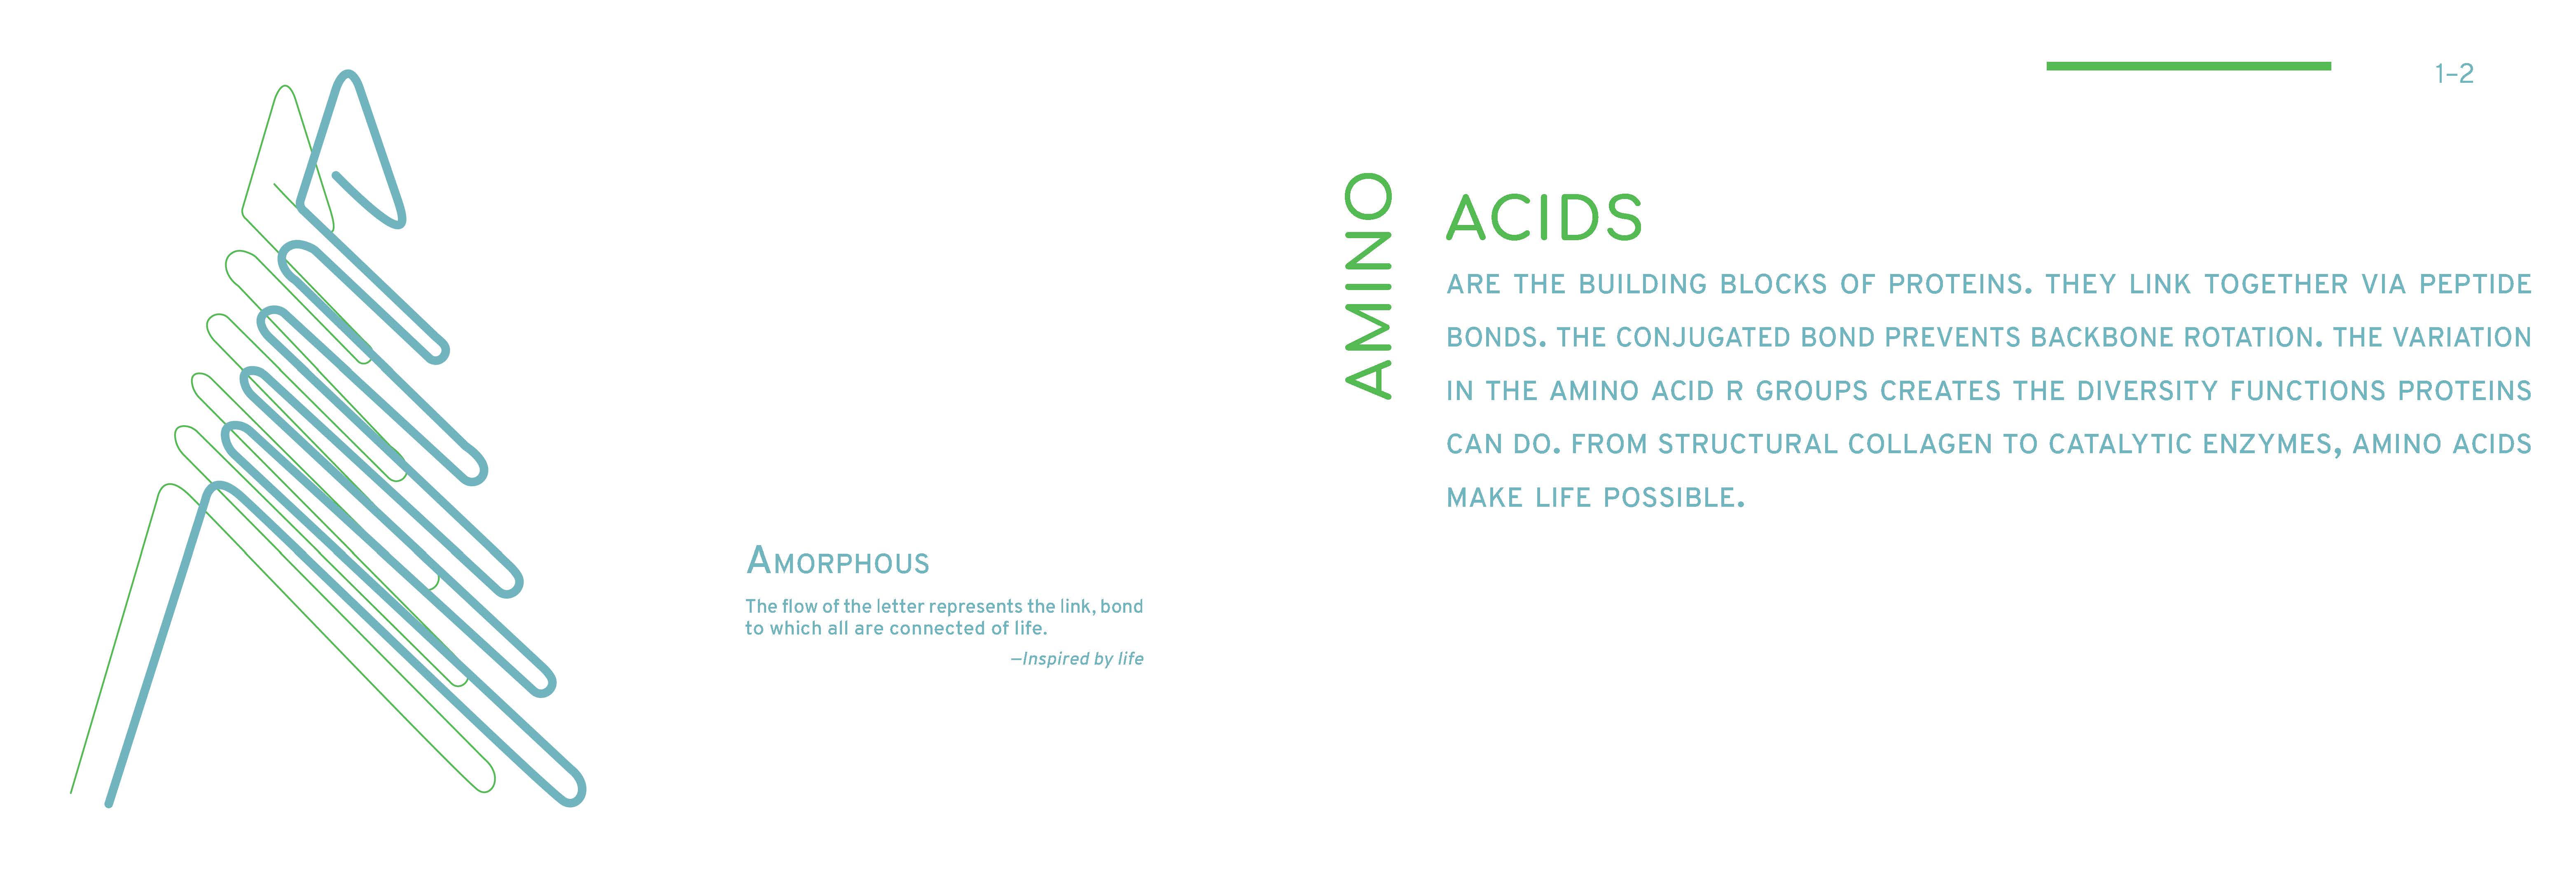 Amorphous
The flow of the letter represents the link, bond
to which all are connected of life.
—Inspired by life
1–2
AMINO
ACIDS
ARE THE BUILDING BLOCKS OF PROTEINS. THEY LINK TOGETHER VIA PEPTIDE
BONDS. THE CONJUGATED BOND PREVENTS BACKBONE ROTATION. THE VARIATION
IN THE AMINO ACID R GROUPS CREATES THE DIVERSITY FUNCTIONS PROTEINS
CAN DO. FROM STRUCTURAL COLLAGEN TO CATALYTIC ENZYMES, AMINO ACIDS
MAKE LIFE POSSIBLE.